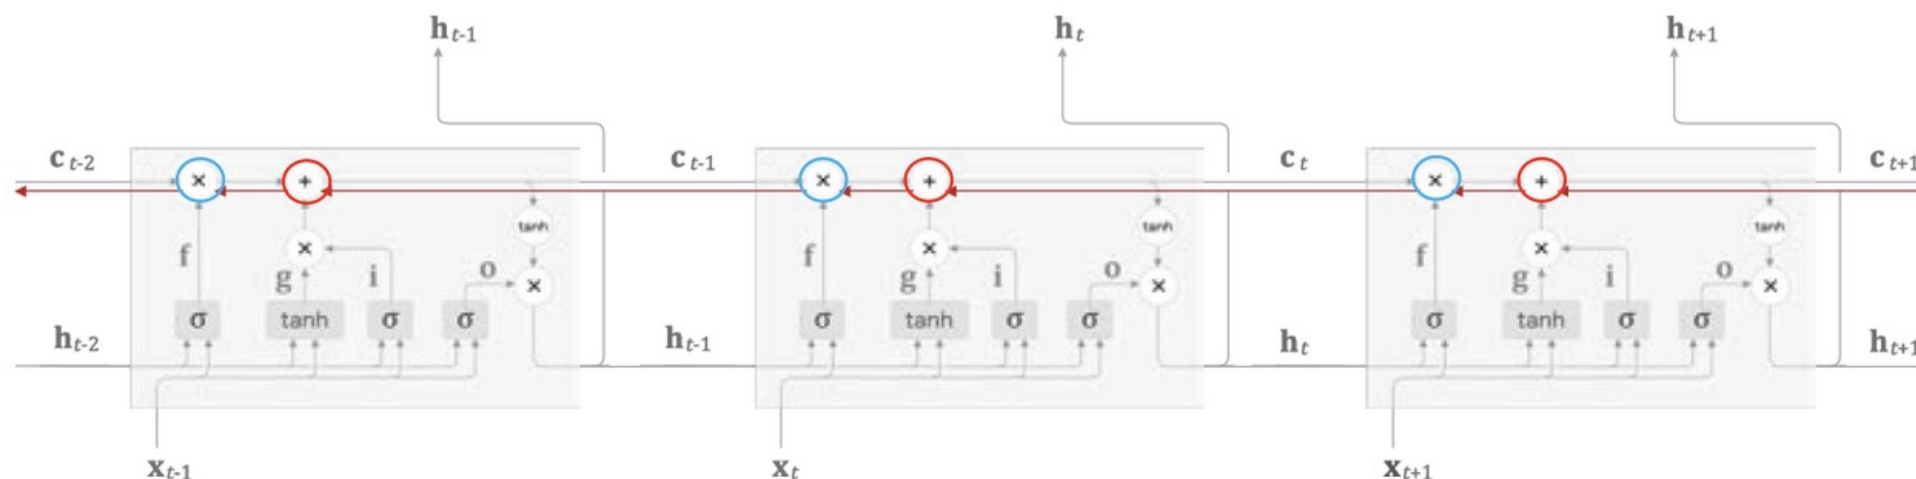 h t-1 h t h t+1
c t-2 c t-1 c t c t+1
× + × + × +
tanh tanh tanh
f × f × f ×
g i o × g i o × g i o ×
σ tanh σ σ σ tanh σ σ σ tanh σ σ
h t-2 h t-1 h t h t+1
x t-1 x t x t+1